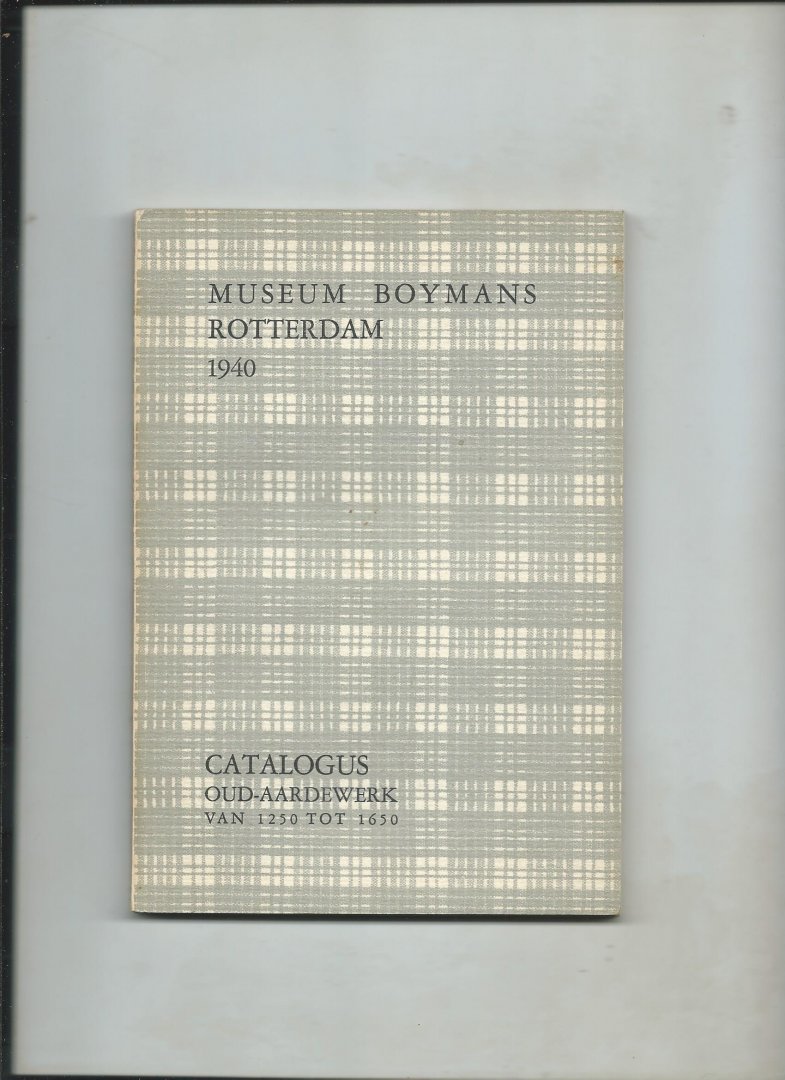 MUSEUM BOYMANS
ROTTERDAM
1940
CATALOGUS
OUD-AARDEWERK
VAN 1250 TOT 1650